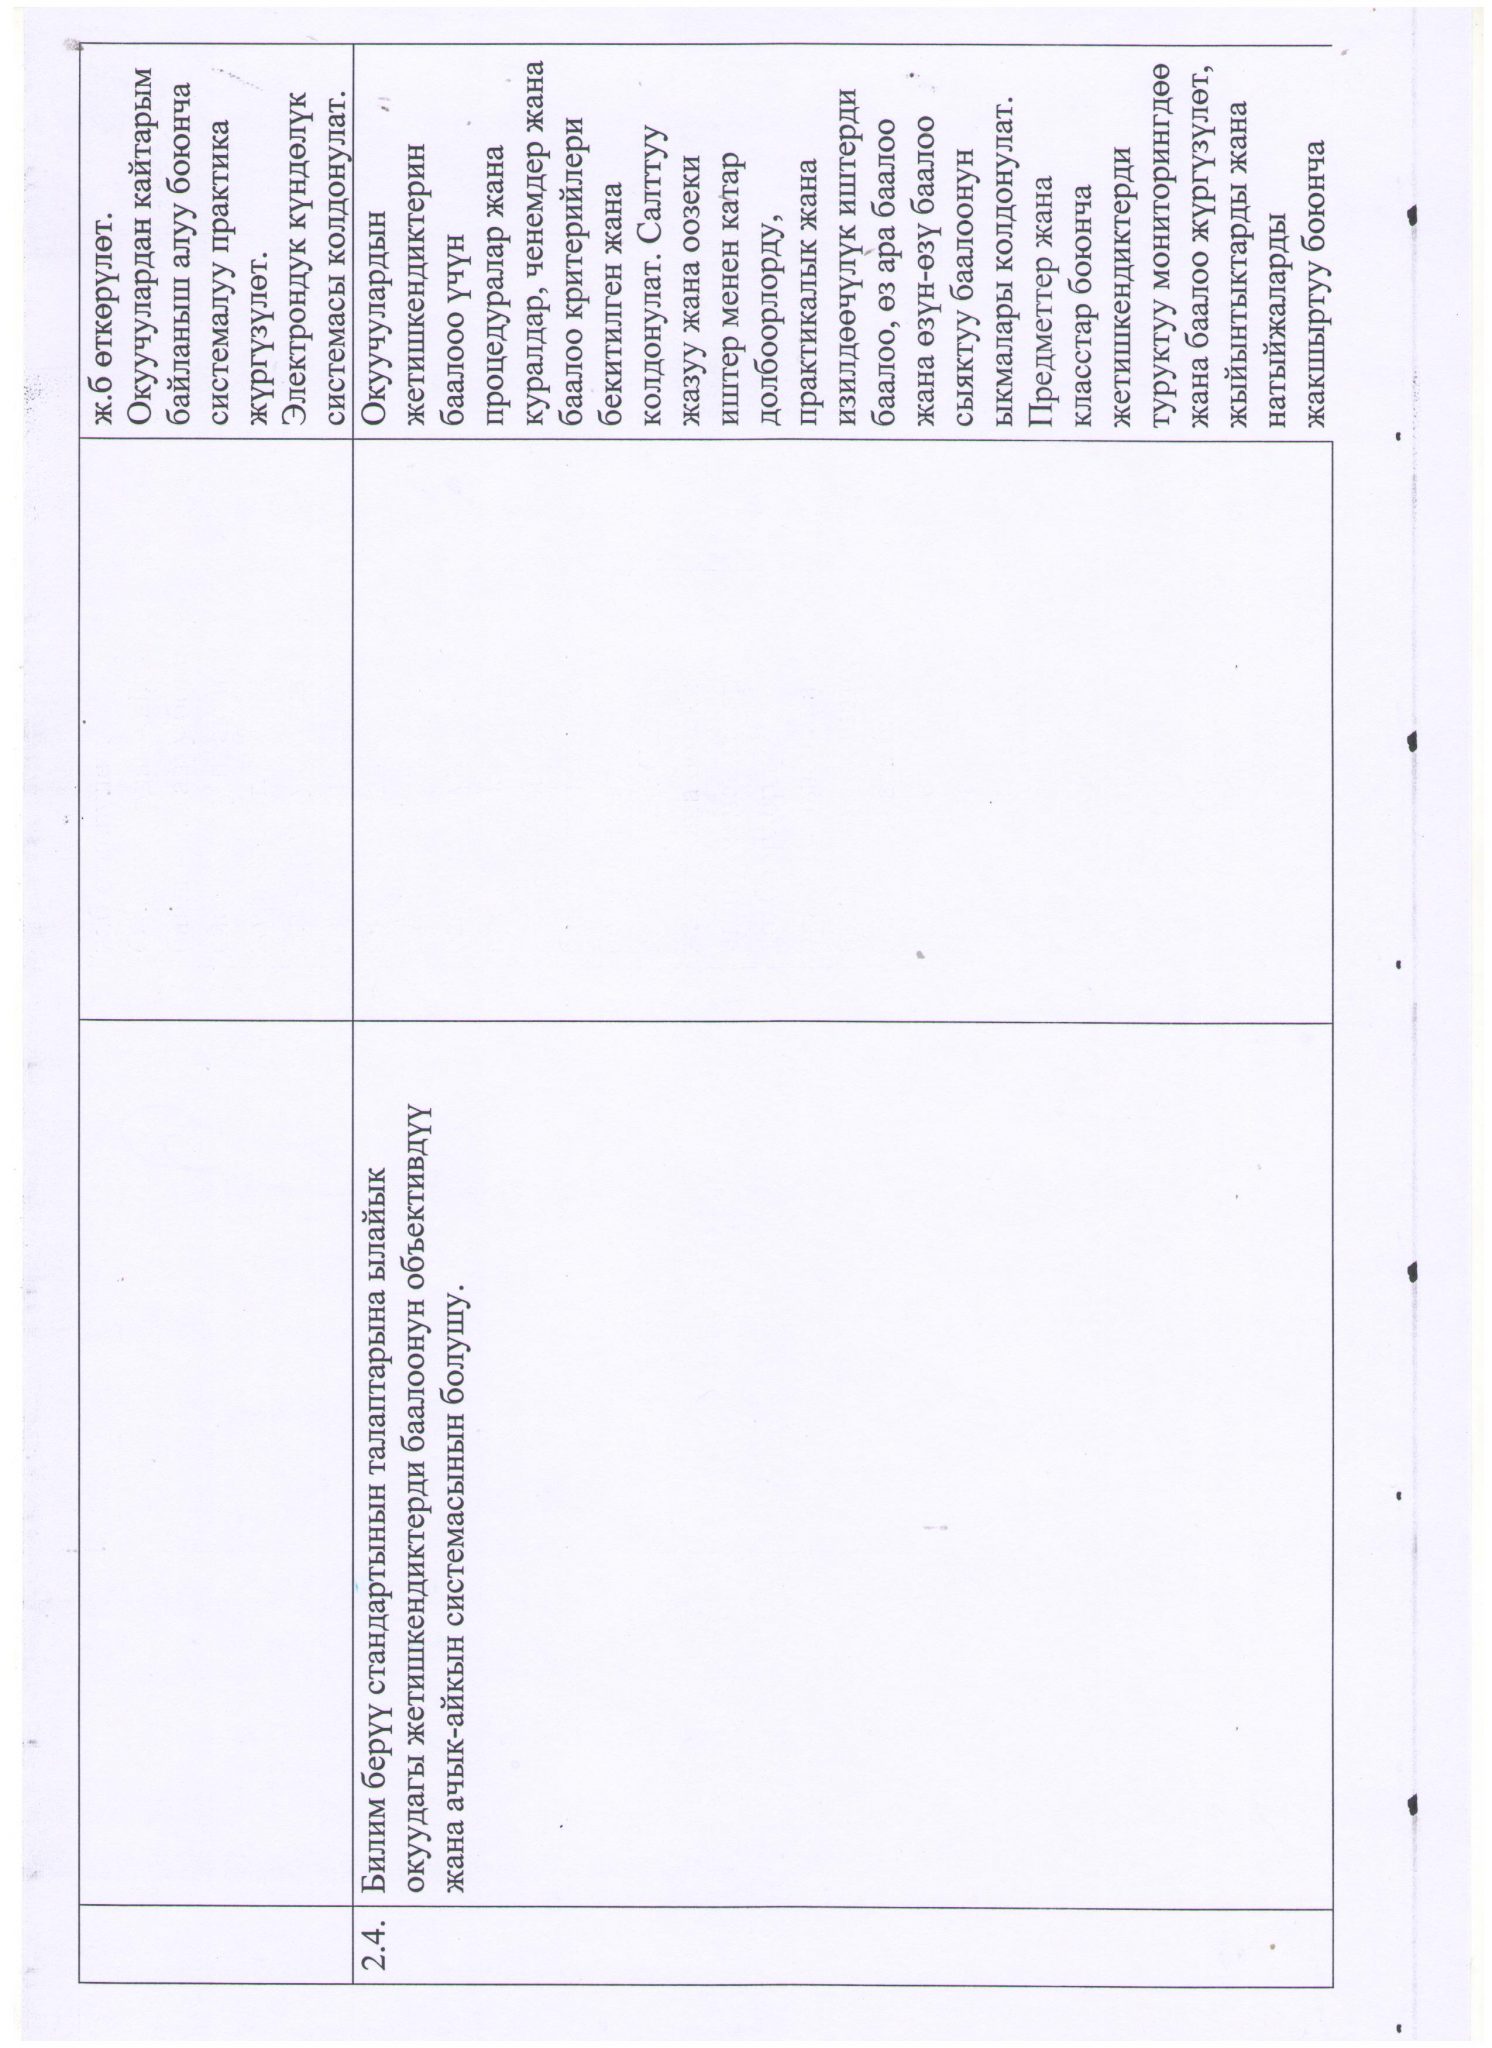 ж.б өткөрүлөт.
Окуучулардан кайтарым
байланыш алуу боюнча
системалуу практика
жүргүзүлөт.
Электрондук күндөлүк
системасы колдонулат.
2.4.
Билим берүү стандартынын талаптарына ылайык
окуудагы жетишкендиктерди баалоонун объективдүү
жана ачык-айкын системасынын болушу.
Окуучулардын
жетишкендиктерин
баалооо үчүн
процедуралар жана
куралдар, ченемдер жана
баалоо критерийлери
бекитилген жана
колдонулат. Салттуу
жазуу жана оозеки
иштер менен катар
долбоорлорду,
практикалык жана
изилдөөчүлүк иштерди
баалоо, өз ара баалоо
жана өзүн-өзү баалоо
сыяктуу баалоонун
ыкмалары колдонулат.
Предметтер жана
класстар боюнча
жетишкендиктерди
туруктуу мониторингдөө
жана баалоо жүргүзүлөт,
жыйынтыктарды жана
натыйжаларды
жакшыртуу боюнча